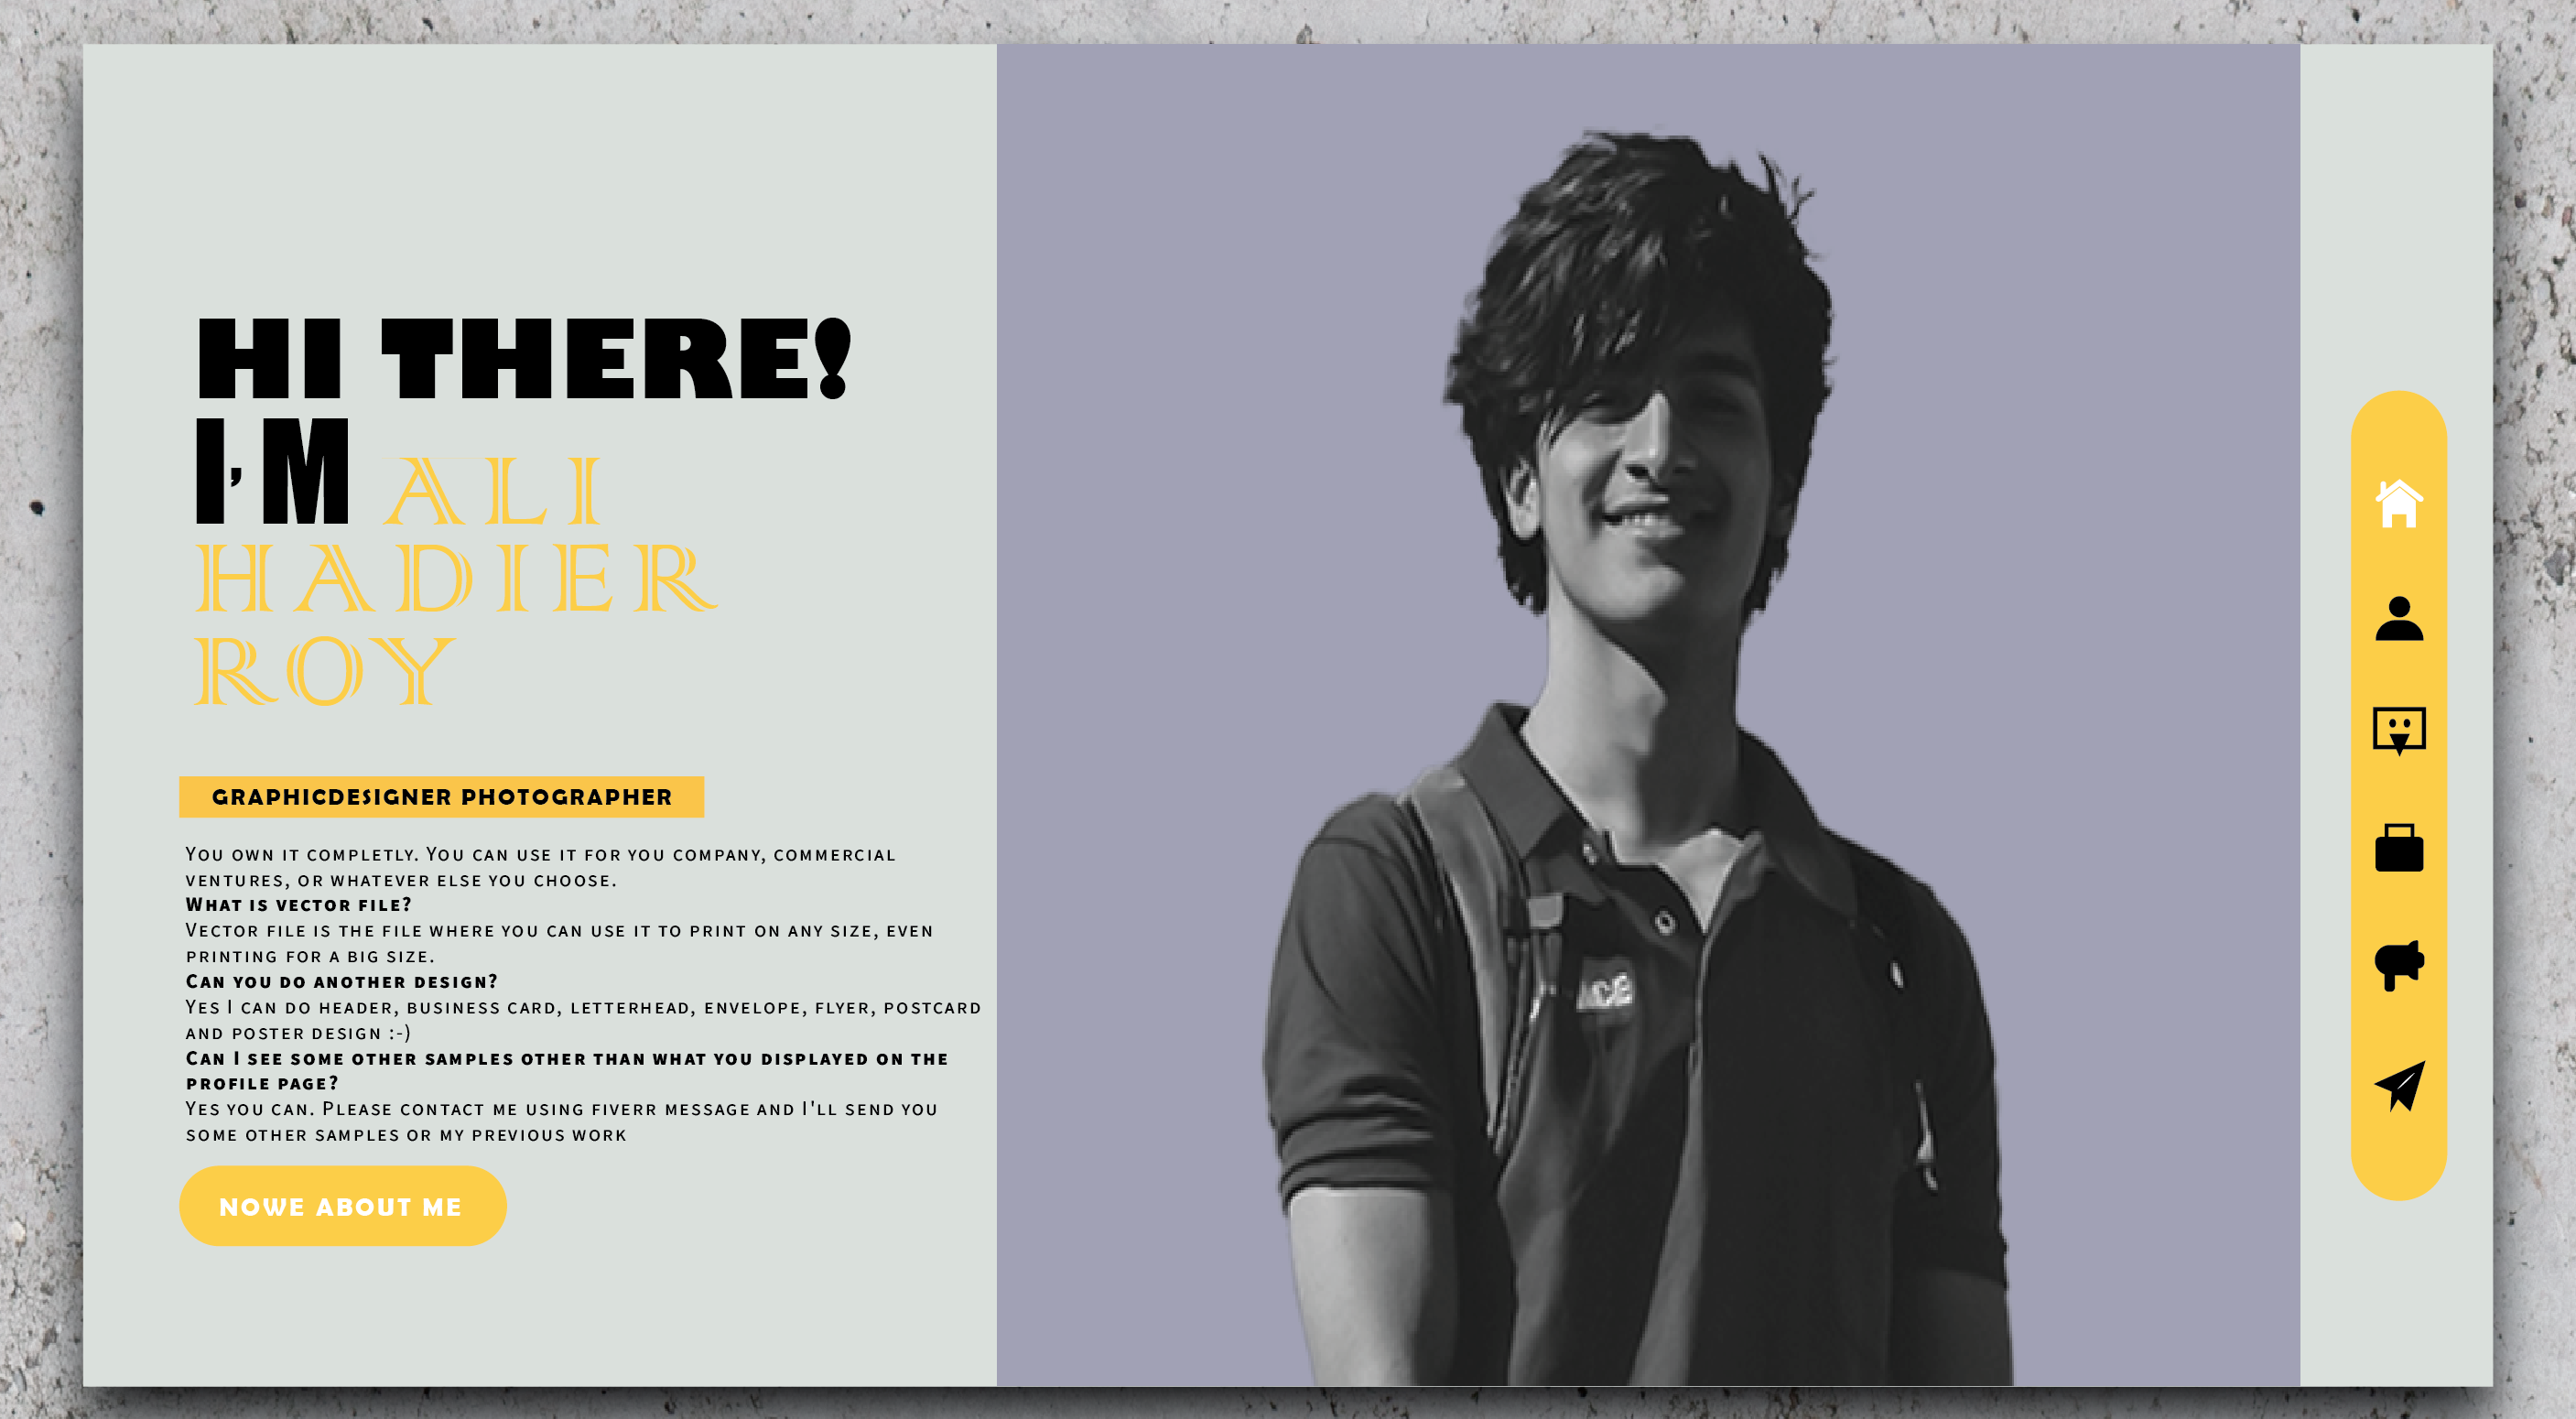 HI THERE!
I'M ALI
HADIER
ROY
GRAPHICDESIGNER PHOTOGRAPHER
You own it completly. You can use it for you company, commercial
ventures, or whatever else you choose.
What is vector file?
Vector file is the file where you can use it to print on any size, even
printing for a big size.
Can you do another design?
Yes I can do header, business card, letterhead, envelope, flyer, postcard
and poster design :-)
Can I see some other samples other than what you displayed on the
profile page?
Yes you can. Please contact me using fiverr message and I'll send you
some other samples or my previous work
NOWE ABOUT ME